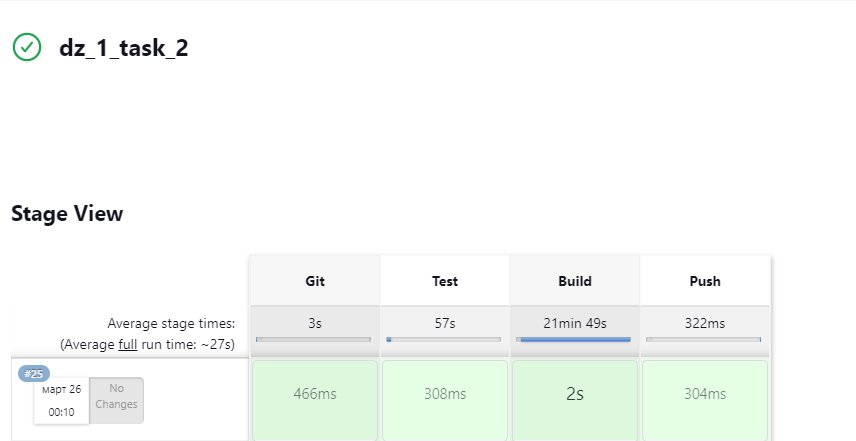 dz_1_task_2
Stage View
Git Test Build Push
Average stage times: 3s 57s 21min 49s 322ms
(Average full run time: ~27s)
#25
март 26 No
00:10 Changes
466ms 308ms 2s 304ms